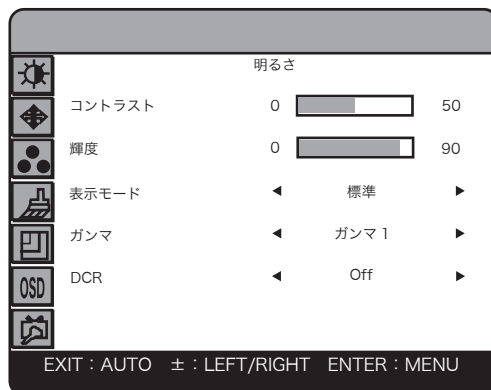 明るさ
コントラスト 0 50
輝度 0 90
表示モード ◀ 標準 ▶
ガンマ ◀ ガンマ 1 ▶
DCR ◀ Off ▶
OSD
EXIT：AUTO ±：LEFT/RIGHT ENTER：MENU